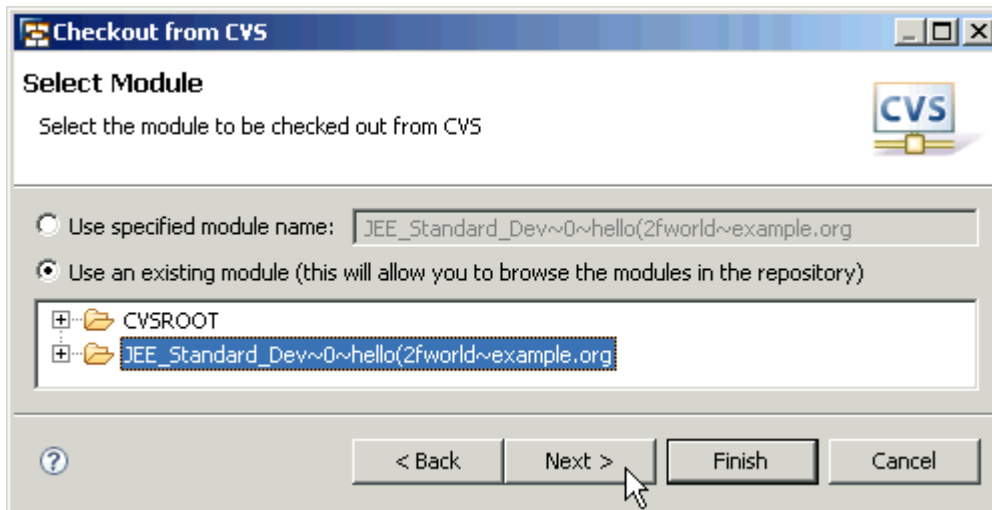 Checkout from CVS
Select Module
Select the module to be checked out from CVS
CVS
Use specified module name: JEE_Standard_Dev~0~hello(2fworld~example.org
Use an existing module (this will allow you to browse the modules in the repository)
CVSROOT
JEE_Standard_Dev~0~hello(2fworld~example.org
? < Back Next > Finish Cancel